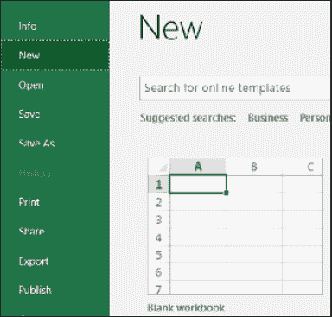 Info
New
Open
Save
Save As
History
Print
Share
Export
Publish
New
Search for online templates
Suggested searches: Business Person
A B C
1
2
3
4
5
6
7
Blank workbook